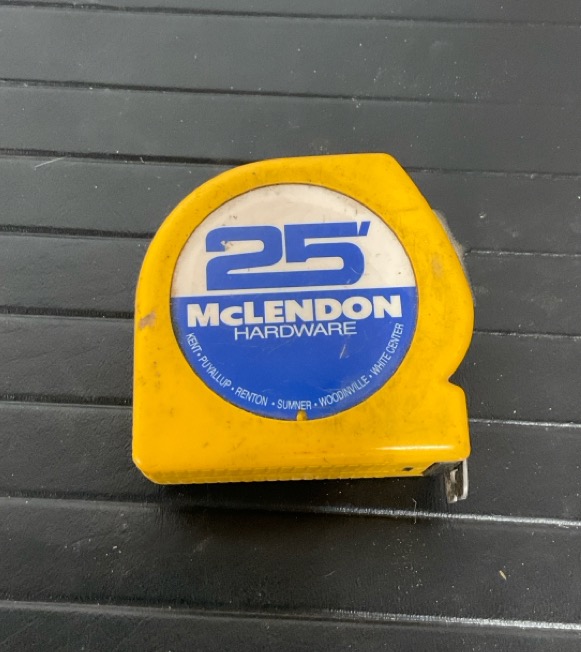 25'
McLENDON
HARDWARE
KENT • PUYALLUP • RENTON • SUMNER • WOODINVILLE • WHITE CENTER